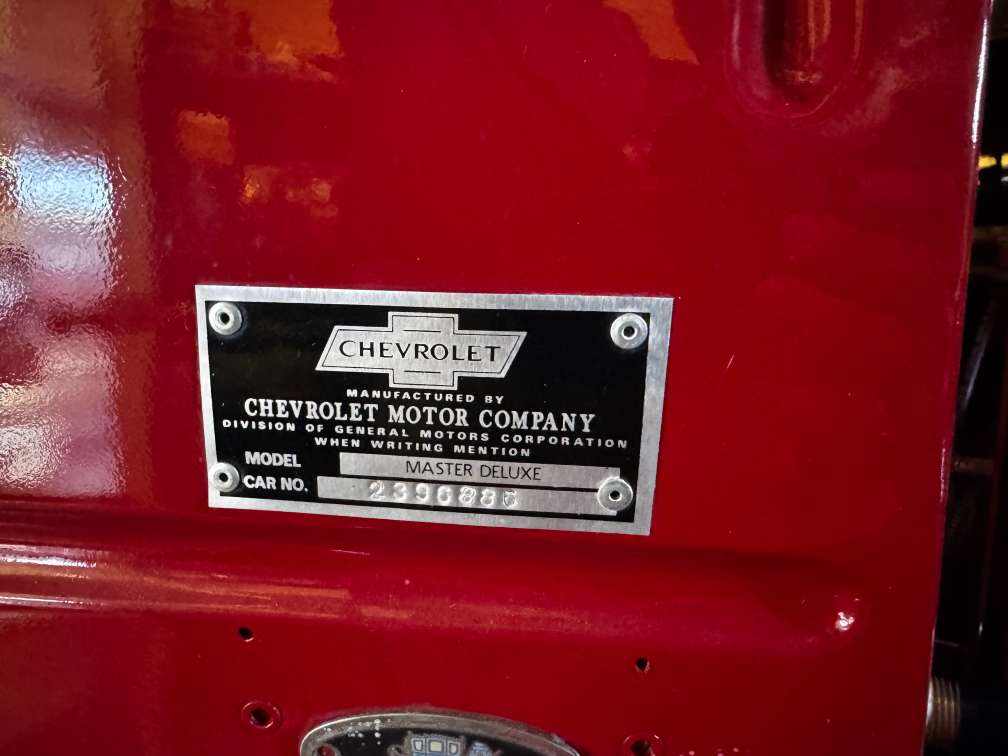 CHEVROLET
MANUFACTURED BY
CHEVROLET MOTOR COMPANY
DIVISION OF GENERAL MOTORS CORPORATION
WHEN WRITING MENTION
MODEL MASTER DELUXE
CAR NO. 2396886